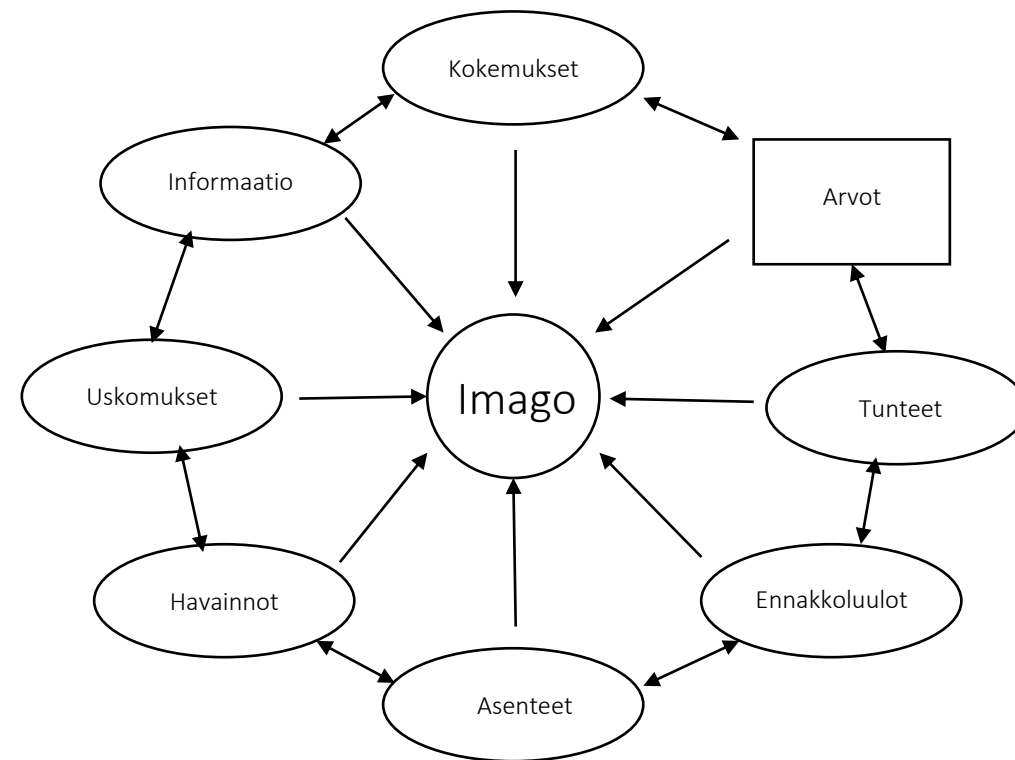 Kokemukset
Informaatio
Arvot
Uskomukset
Imago
Tunteet
Havainnot
Ennakkoluulot
Asenteet